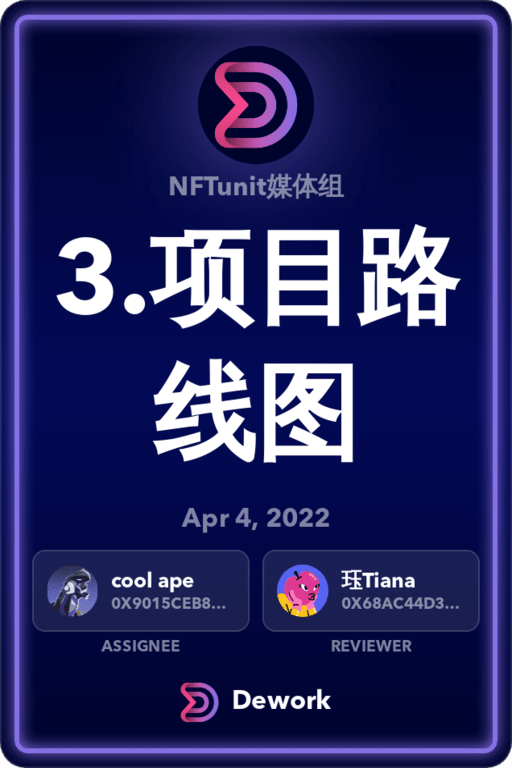 NFTunit媒体组
3.项目路
线图
Apr 4, 2022
cool ape
0X9015CEB8...
ASSIGNEE
珏Tiana
0X68AC44D3...
REVIEWER
Dework